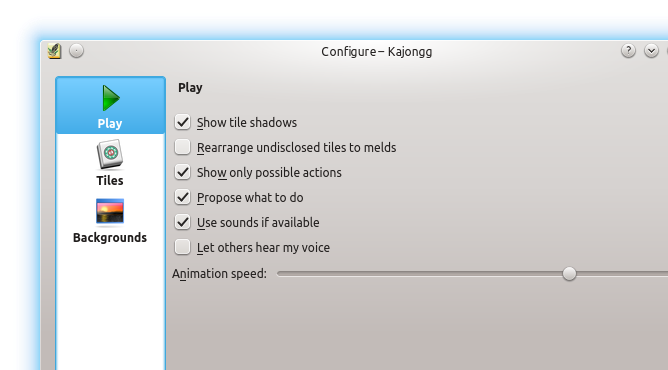 Configure – Kajongg
Play
Tiles
Backgrounds
Play
Show tile shadows
Rearrange undisclosed tiles to melds
Show only possible actions
Propose what to do
Use sounds if available
Let others hear my voice
Animation speed: